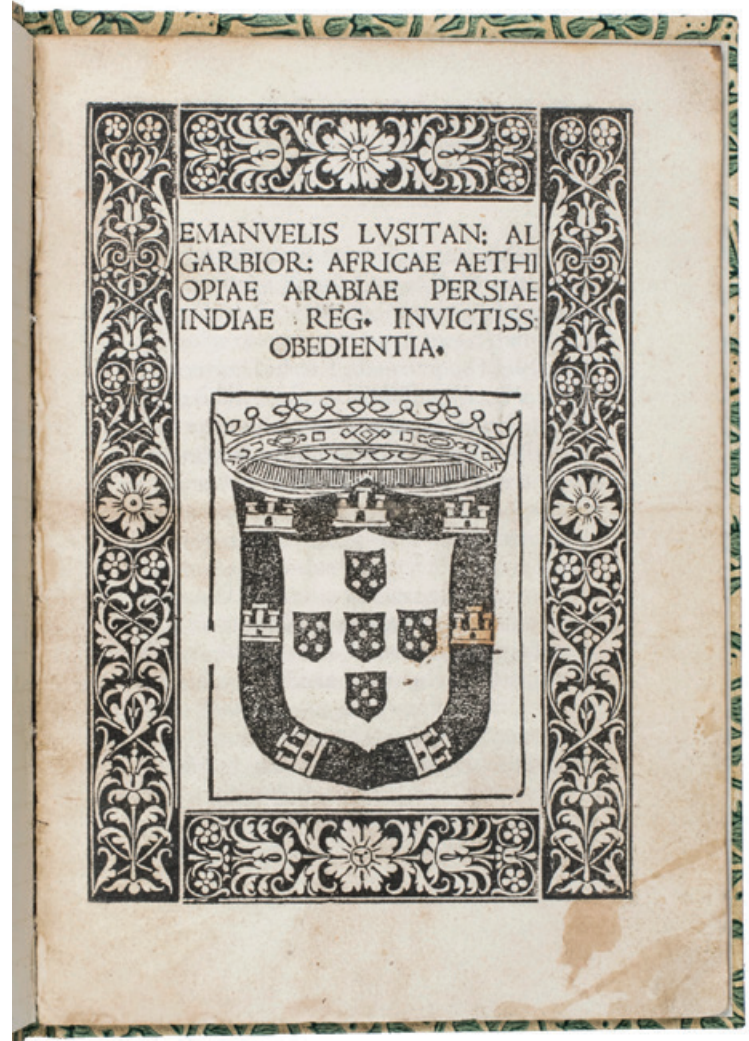 EMANVELIS LVSITAN: AL
GARBIOR: AFRICAE AETHI
OPIAE ARABIAE PERSIAE
INDIAE REG. INVICTISS:
OBEDIENTIA.